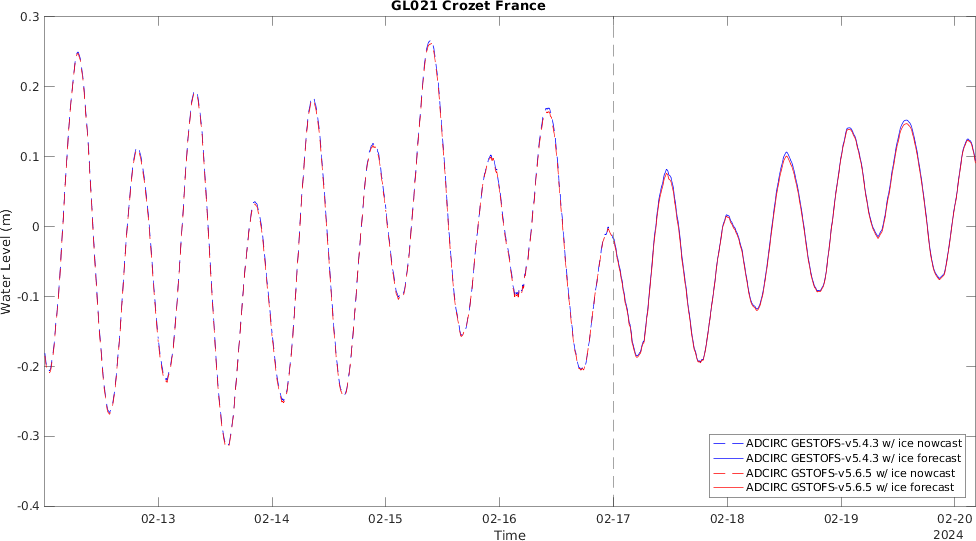 GL021 Crozet France
0.3
0.2
0.1
0
-0.1
-0.2
-0.3
-0.4
Water Level (m)
ADCIRC GESTOFS-v5.4.3 w/ ice nowcast
ADCIRC GESTOFS-v5.4.3 w/ ice forecast
ADCIRC GSTOFS-v5.6.5 w/ ice nowcast
ADCIRC GSTOFS-v5.6.5 w/ ice forecast
02-13 02-14 02-15 02-16 02-17 02-18 02-19 02-20
Time 2024